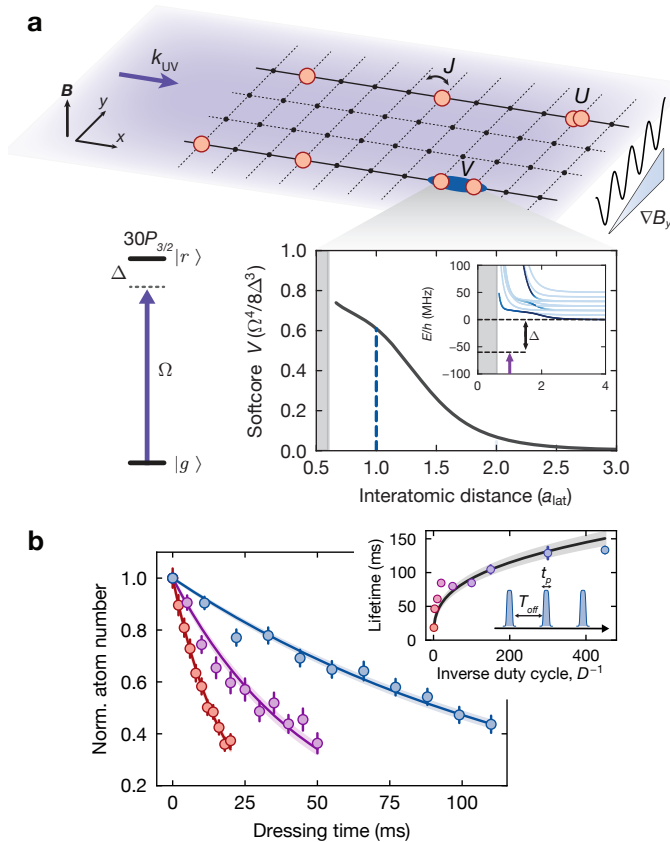 a
k_UV
J
U
B
y
x
V
∇B_y
30P_3/2
|r⟩
Δ
Ω
|g⟩
Softcore V (Ω^4/8Δ^3)
1.0
0.8
0.6
0.4
0.2
0.0
0.5
1.0
1.5
2.0
2.5
3.0
Interatomic distance (a_lat)
E/h (MHz)
100
50
0
−50
−100
Δ
0
2
4
b
Norm. atom number
1.0
0.8
0.6
0.4
0.2
0
25
50
75
100
Dressing time (ms)
Lifetime (ms)
150
100
50
0
t_p
T_off
0
200
400
Inverse duty cycle, D^−1